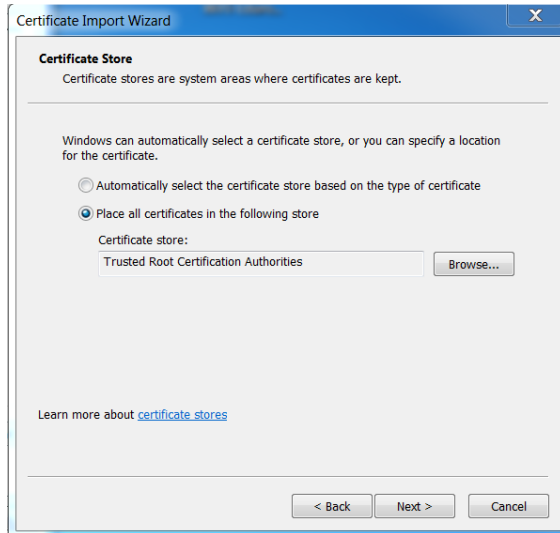 Certificate Import Wizard
X
Certificate Store
Certificate stores are system areas where certificates are kept.
Windows can automatically select a certificate store, or you can specify a location
for the certificate.
Automatically select the certificate store based on the type of certificate
Place all certificates in the following store
Certificate store:
Trusted Root Certification Authorities
Browse...
Learn more about certificate stores
< Back
Next >
Cancel